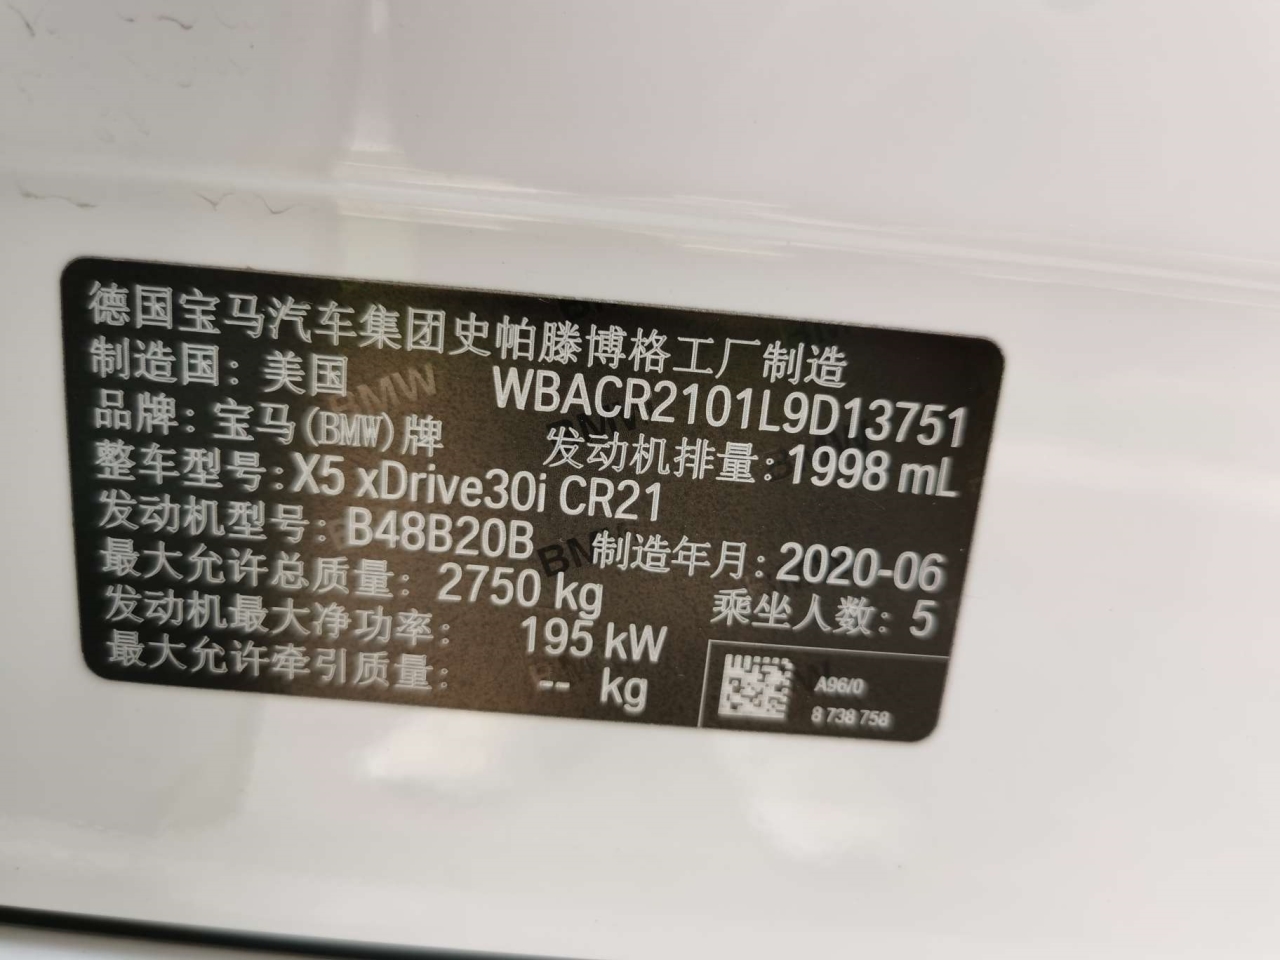 德国宝马汽车集团史帕滕博格工厂制造
制造国：美国 WBACR2101L9D13751
品牌：宝马(BMW)牌 发动机排量：1998 mL
整车型号：X5 xDrive30i CR21
发动机型号：B48B20B 制造年月：2020-06
最大允许总质量：2750 kg 乘坐人数：5
发动机最大净功率：195 kW
最大允许牵引质量：-- kg
A96/0
8 738 758
BMW
BMW
BMW